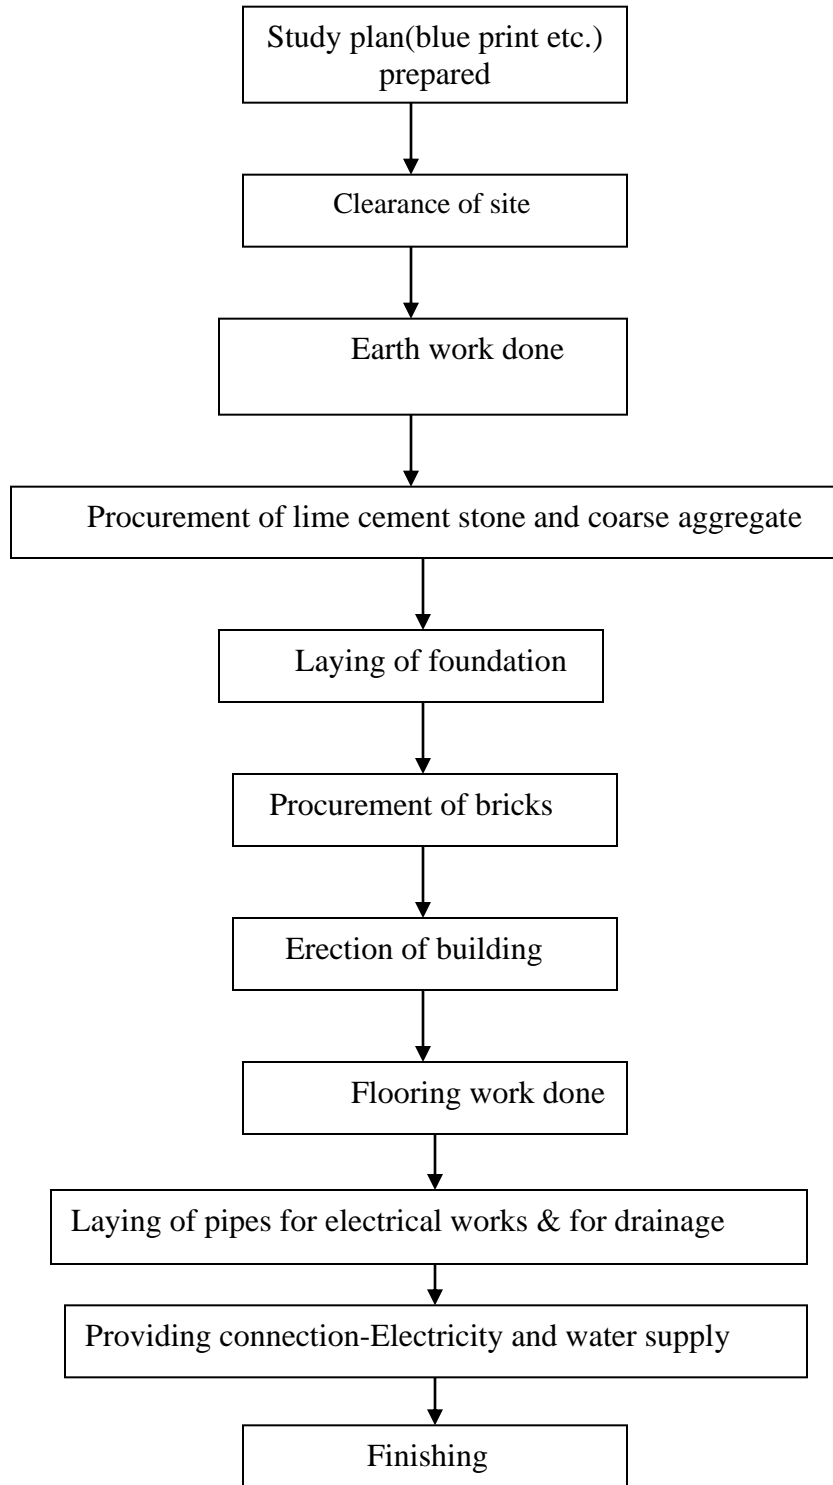 Study plan(blue print etc.)
prepared
Clearance of site
Earth work done
Procurement of lime cement stone and coarse aggregate
Laying of foundation
Procurement of bricks
Erection of building
Flooring work done
Laying of pipes for electrical works & for drainage
Providing connection-Electricity and water supply
Finishing